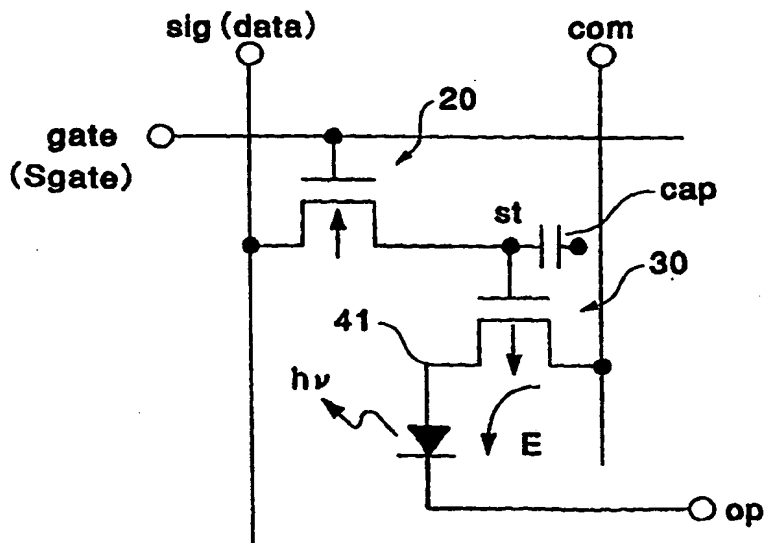 sig (data)
com
20
gate
(Sgate)
st
cap
30
41
hν
E
op